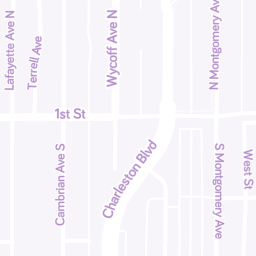 Lafayette Ave N
Terrell Ave
Wycoff Ave N
N Montgomery Ave
1st St
Cambrian Ave S
Charleston Blvd
S Montgomery Ave
West St